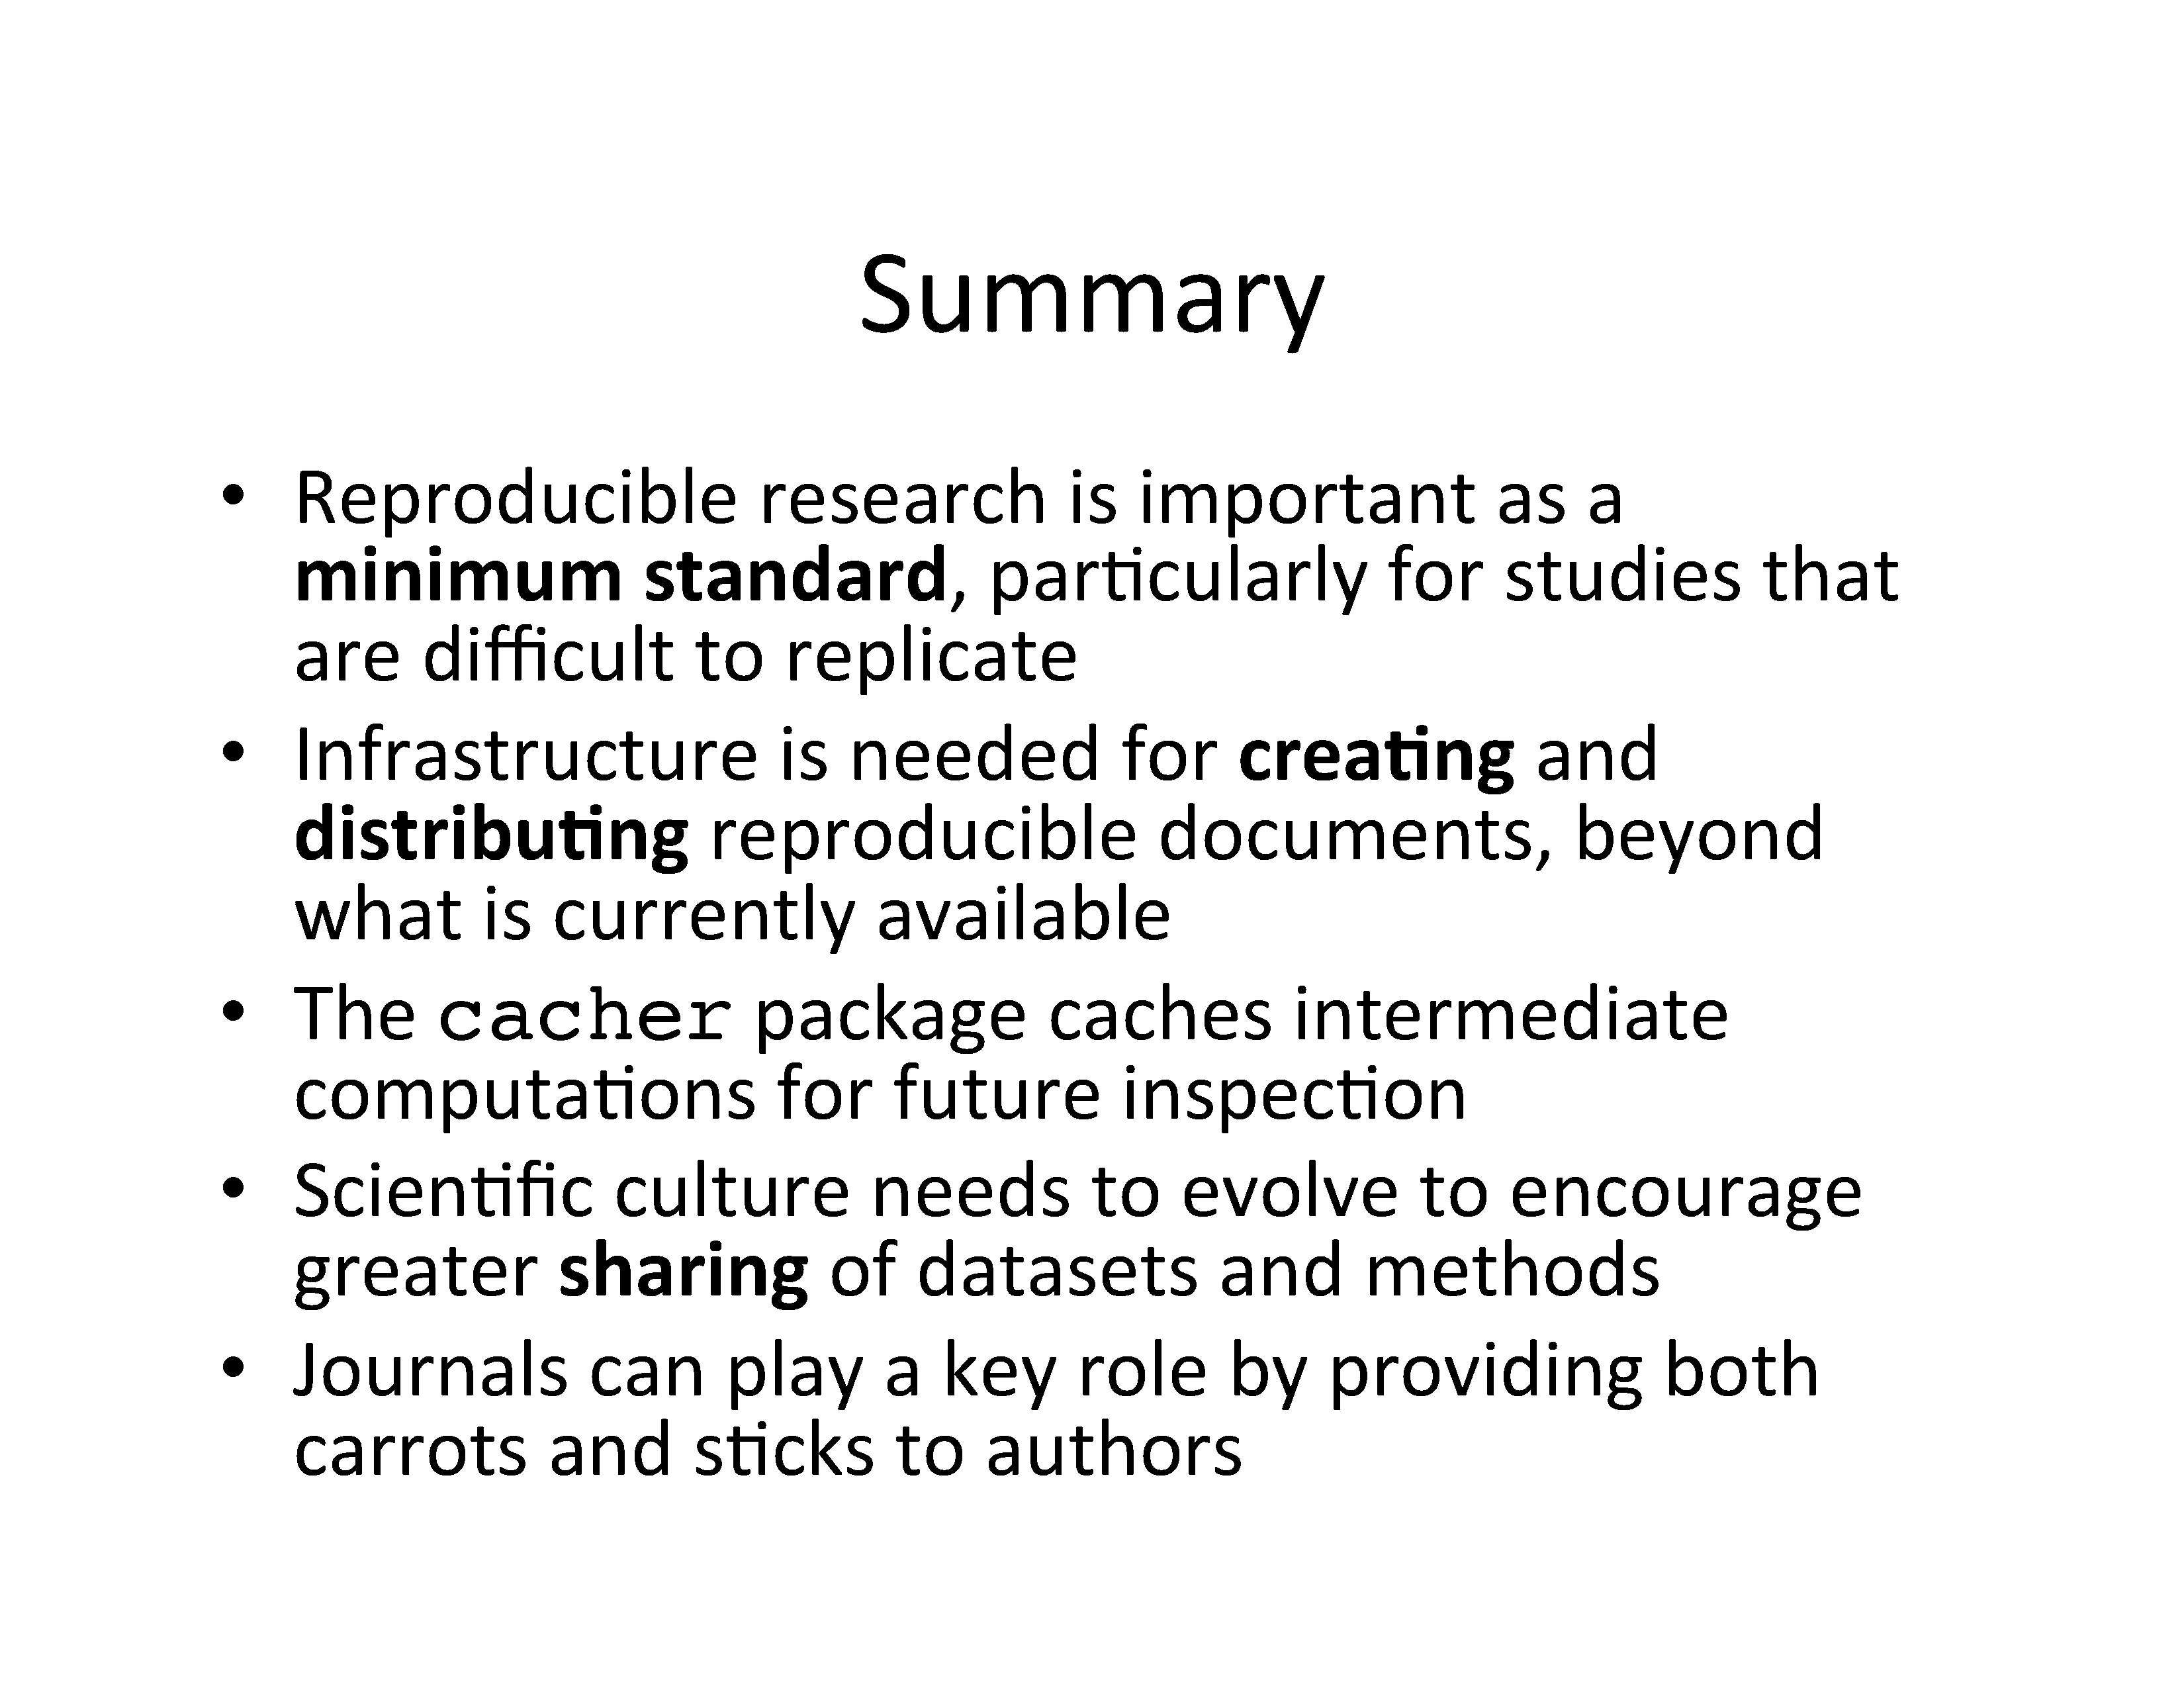 Summary
• Reproducible research is important as a
minimum standard, particularly for studies that
are difficult to replicate
• Infrastructure is needed for creating and
distributing reproducible documents, beyond
what is currently available
• The cacher package caches intermediate
computations for future inspection
• Scientific culture needs to evolve to encourage
greater sharing of datasets and methods
• Journals can play a key role by providing both
carrots and sticks to authors